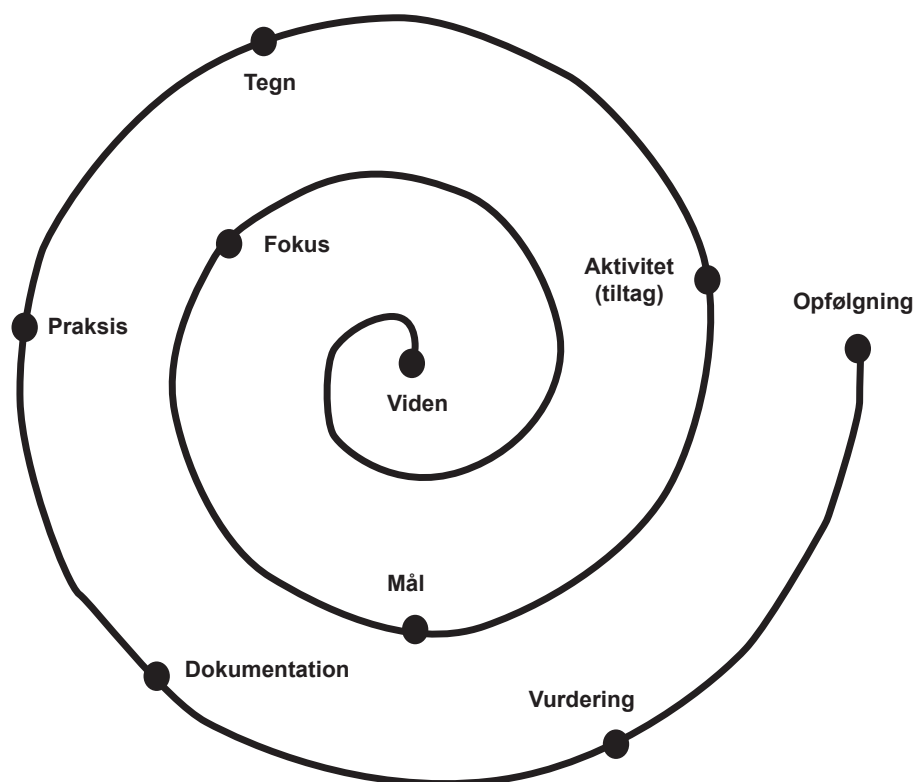 Tegn
Fokus
Aktivitet
(tiltag)
Opfølgning
Praksis
Viden
Mål
Dokumentation
Vurdering